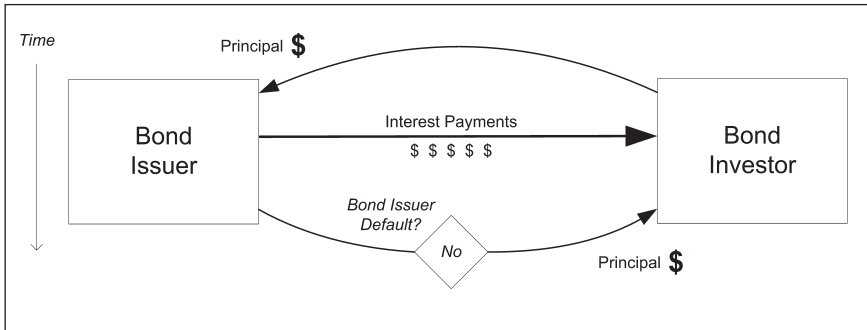 Time
Principal $
Bond
Issuer
Interest Payments
$ $ $ $ $
Bond
Investor
Bond Issuer
Default?
No
Principal $